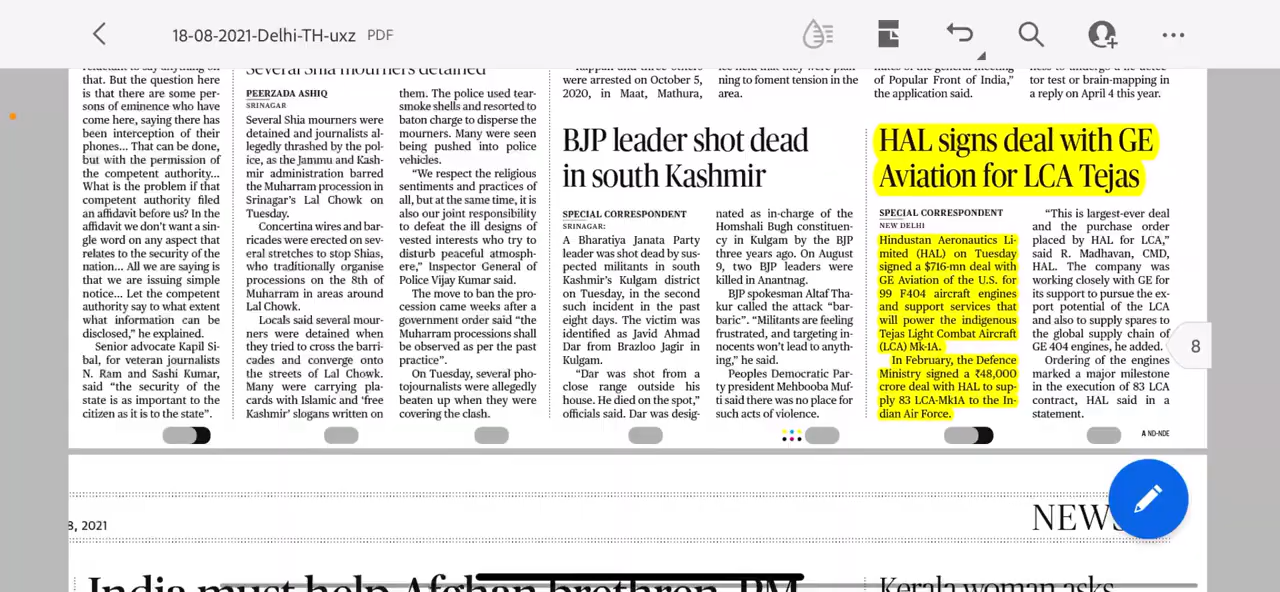 18-08-2021-Delhi-TH-uxz PDF
that. But the question here
is that there are some per-
sons of eminence who have
come here, saying there has
been interception of their
phones... That can be done,
but with the permission of
the competent authority...
What is the problem if that
competent authority filed
an affidavit before us? In the
affidavit we don't want a sin-
gle word on any aspect that
relates to the security of the
nation... All we are saying is
that we are issuing simple
notice... Let the competent
authority say to what extent
what information can be
disclosed," he explained.
Senior advocate Kapil Si-
bal, for veteran journalists
N. Ram and Sashi Kumar,
said "the security of the
state is as important to the
citizen as it is to the state".
Several Shia mourners detained
PEERZADA ASHIQ
SRINAGAR
Several Shia mourners were
detained and journalists al-
legedly thrashed by the pol-
ice, as the Jammu and Kash-
mir administration barred
the Muharram procession in
Srinagar's Lal Chowk on
Tuesday.
Concertina wires and bar-
ricades were erected on sev-
eral stretches to stop Shias,
who traditionally organise
processions on the 8th of
Muharram in areas around
Lal Chowk.
Locals said several mour-
ners were detained when
they tried to cross the barri-
cades and converge onto
the streets of Lal Chowk.
Many were carrying pla-
cards with Islamic and 'free
Kashmir' slogans written on
them. The police used tear-
smoke shells and resorted to
baton charge to disperse the
mourners. Many were seen
being pushed into police
vehicles.
"We respect the religious
sentiments and practices of
all, but at the same time, it is
also our joint responsibility
to defeat the ill designs of
vested interests who try to
disturb peaceful atmosph-
ere," Inspector General of
Police Vijay Kumar said.
The move to ban the pro-
cession came weeks after a
government order said "the
Muharram processions shall
be observed as per the past
practice".
On Tuesday, several pho-
tojournalists were allegedly
beaten up when they were
covering the clash.
were arrested on October 5,
2020, in Maat, Mathura,
ning to foment tension in the
area.
BJP leader shot dead
in south Kashmir
SPECIAL CORRESPONDENT
SRINAGAR:
A Bharatiya Janata Party
leader was shot dead by sus-
pected militants in south
Kashmir's Kulgam district
on Tuesday, in the second
such incident in the past
eight days. The victim was
identified as Javid Ahmad
Dar from Brazloo Jagir in
Kulgam.
"Dar was shot from a
close range outside his
house. He died on the spot,"
officials said. Dar was desig-
nated as in-charge of the
Homshali Bugh constituen-
cy in Kulgam by the BJP
three years ago. On August
9, two BJP leaders were
killed in Anantnag.
BJP spokesman Altaf Tha-
kur called the attack "bar-
baric". "Militants are feeling
frustrated, and targeting in-
nocents won't lead to anyth-
ing," he said.
Peoples Democratic Par-
ty president Mehbooba Muf-
ti said there was no place for
such acts of violence.
of Popular Front of India,"
the application said.
tor test or brain-mapping in
a reply on April 4 this year.
HAL signs deal with GE
Aviation for LCA Tejas
SPECIAL CORRESPONDENT
NEW DELHI
Hindustan Aeronautics Li-
mited (HAL) on Tuesday
signed a $716-mn deal with
GE Aviation of the U.S. for
99 F404 aircraft engines
and support services that
will power the indigenous
Tejas Light Combat Aircraft
(LCA) Mk-1A.
In February, the Defence
Ministry signed a ₹48,000
crore deal with HAL to sup-
ply 83 LCA-Mk1A to the In-
dian Air Force.
"This is largest-ever deal
and the purchase order
placed by HAL for LCA,"
said R. Madhavan, CMD,
HAL. The company was
working closely with GE for
its support to pursue the ex-
port potential of the LCA
and also to supply spares to
the global supply chain of
GE 404 engines, he added.
Ordering of the engines
marked a major milestone
in the execution of 83 LCA
contract, HAL said in a
statement.
8
A ND-NDE
8, 2021
NEWS
India must help Afghan brethren, PM
Kerala woman asks